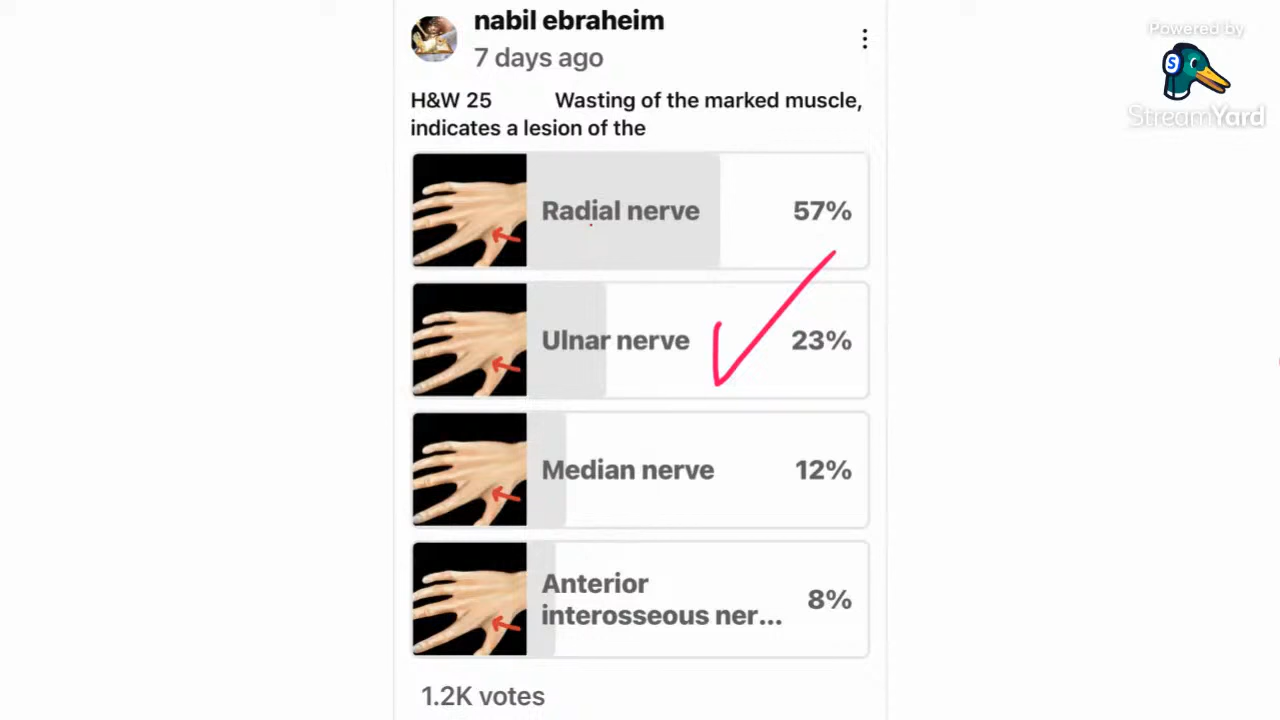 nabil ebraheim
7 days ago
H&W 25 Wasting of the marked muscle,
indicates a lesion of the
Radial nerve 57%
Ulnar nerve 23%
Median nerve 12%
Anterior
interosseous ner... 8%
1.2K votes
Powered by
S
StreamYard